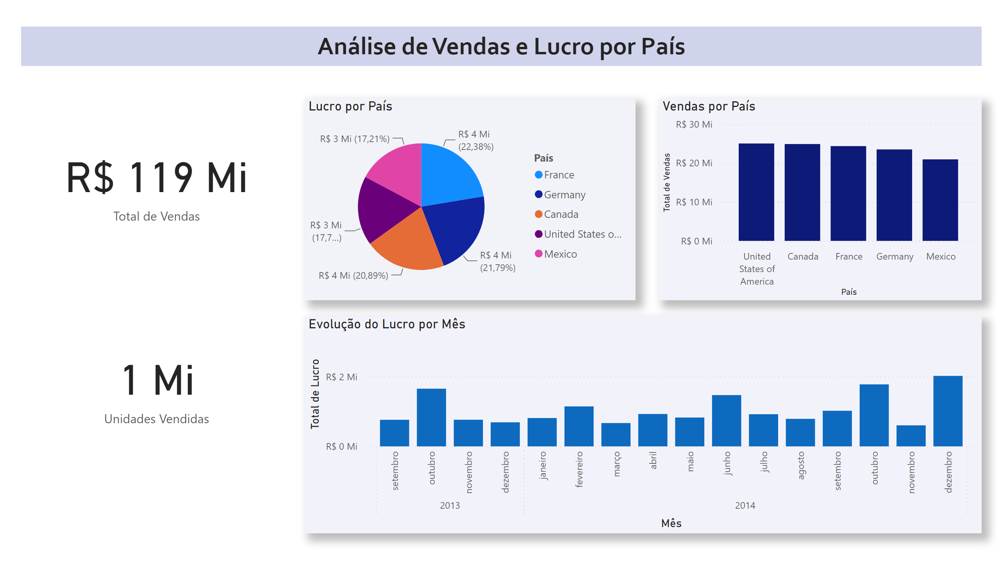 Análise de Vendas e Lucro por País
R$ 119 Mi
Total de Vendas
1 Mi
Unidades Vendidas
Lucro por País
R$ 3 Mi (17,21%)
R$ 4 Mi
(22,38%)
R$ 3 Mi
(17,7...)
R$ 4 Mi
(21,79%)
R$ 4 Mi (20,89%)
País
France
Germany
Canada
United States o...
Mexico
Vendas por País
Total de Vendas
R$ 30 Mi
R$ 20 Mi
R$ 10 Mi
R$ 0 Mi
United
States of
America
Canada
France
Germany
Mexico
País
Evolução do Lucro por Mês
Total de Lucro
R$ 2 Mi
R$ 0 Mi
setembro
outubro
novembro
dezembro
janeiro
fevereiro
março
abril
maio
junho
julho
agosto
setembro
outubro
novembro
dezembro
2013
2014
Mês